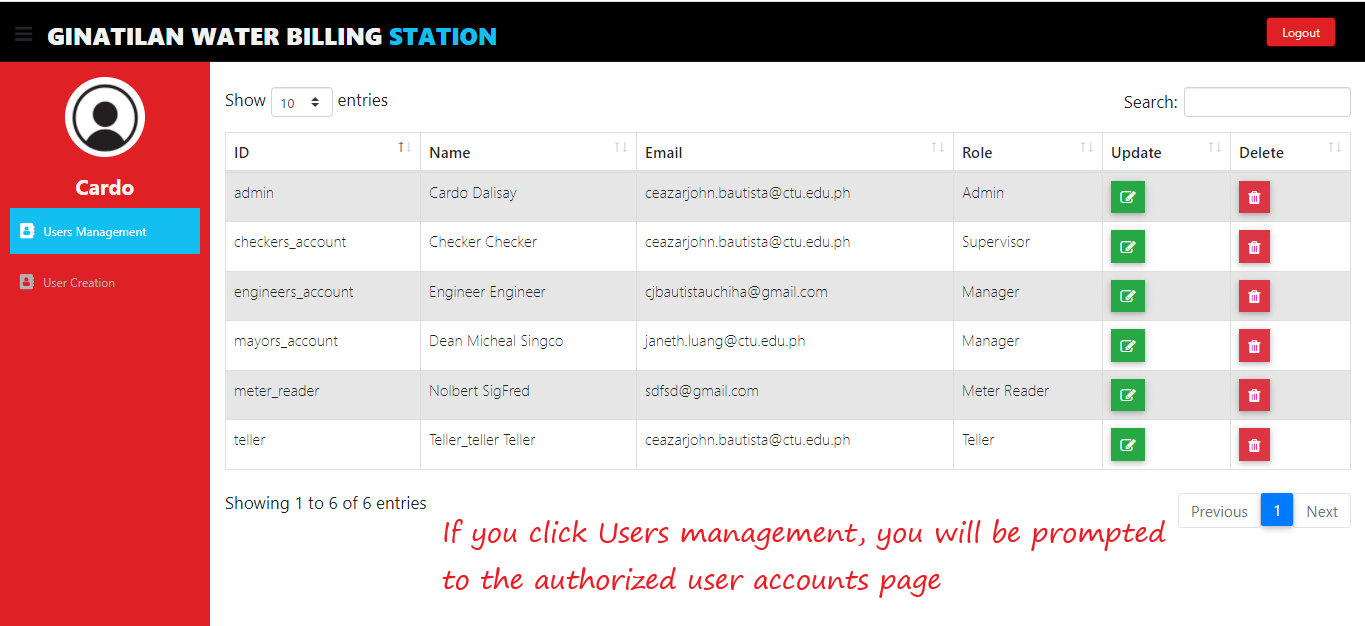 GINATILAN WATER BILLING STATION
Logout
Cardo
Users Management
User Creation
Show 10 entries
Search:
ID Name Email Role Update Delete
admin Cardo Dalisay ceazarjohn.bautista@ctu.edu.ph Admin
checkers_account Checker Checker ceazarjohn.bautista@ctu.edu.ph Supervisor
engineers_account Engineer Engineer cjbautistauchiha@gmail.com Manager
mayors_account Dean Micheal Singco janeth.luang@ctu.edu.ph Manager
meter_reader Nolbert SigFred sdfsd@gmail.com Meter Reader
teller Teller_teller Teller ceazarjohn.bautista@ctu.edu.ph Teller
Showing 1 to 6 of 6 entries
Previous 1 Next
If you click Users management, you will be prompted
to the authorized user accounts page